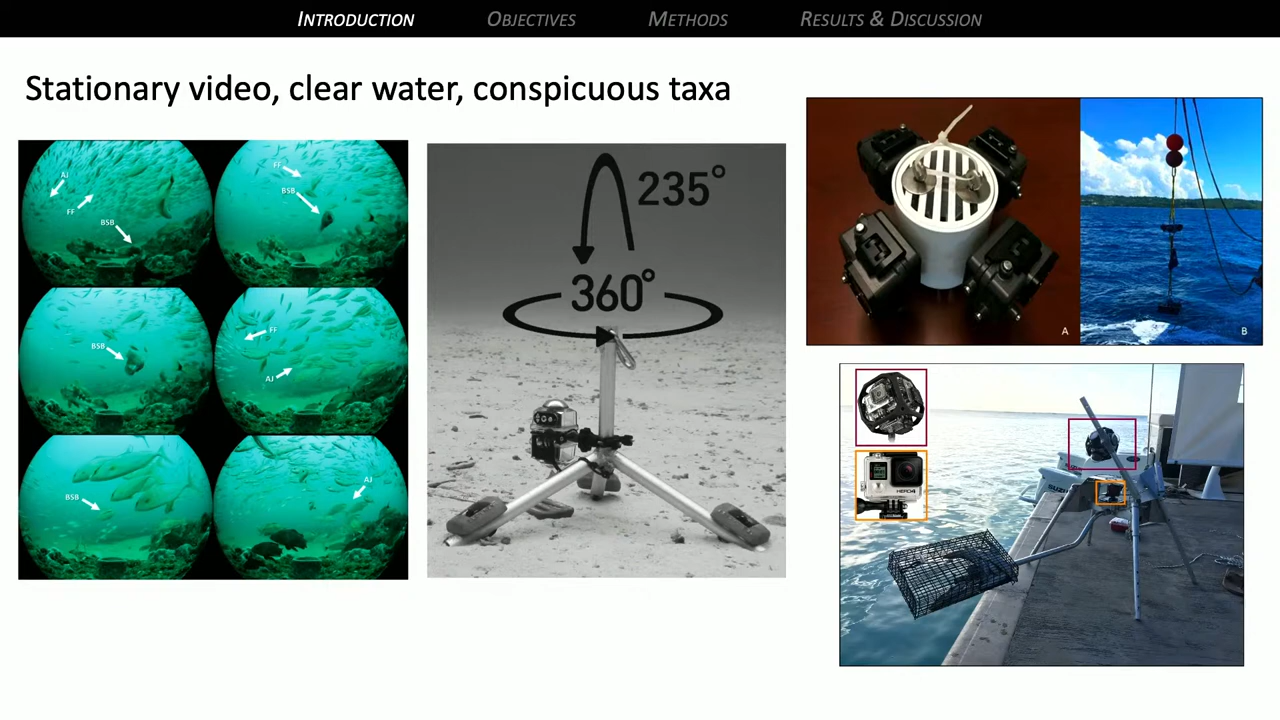 INTRODUCTION
OBJECTIVES
METHODS
RESULTS & DISCUSSION
Stationary video, clear water, conspicuous taxa
AJ
FF
BSB
FF
BSB
BSB
FF
AJ
BSB
AJ
235°
360°
A
B
HERO4